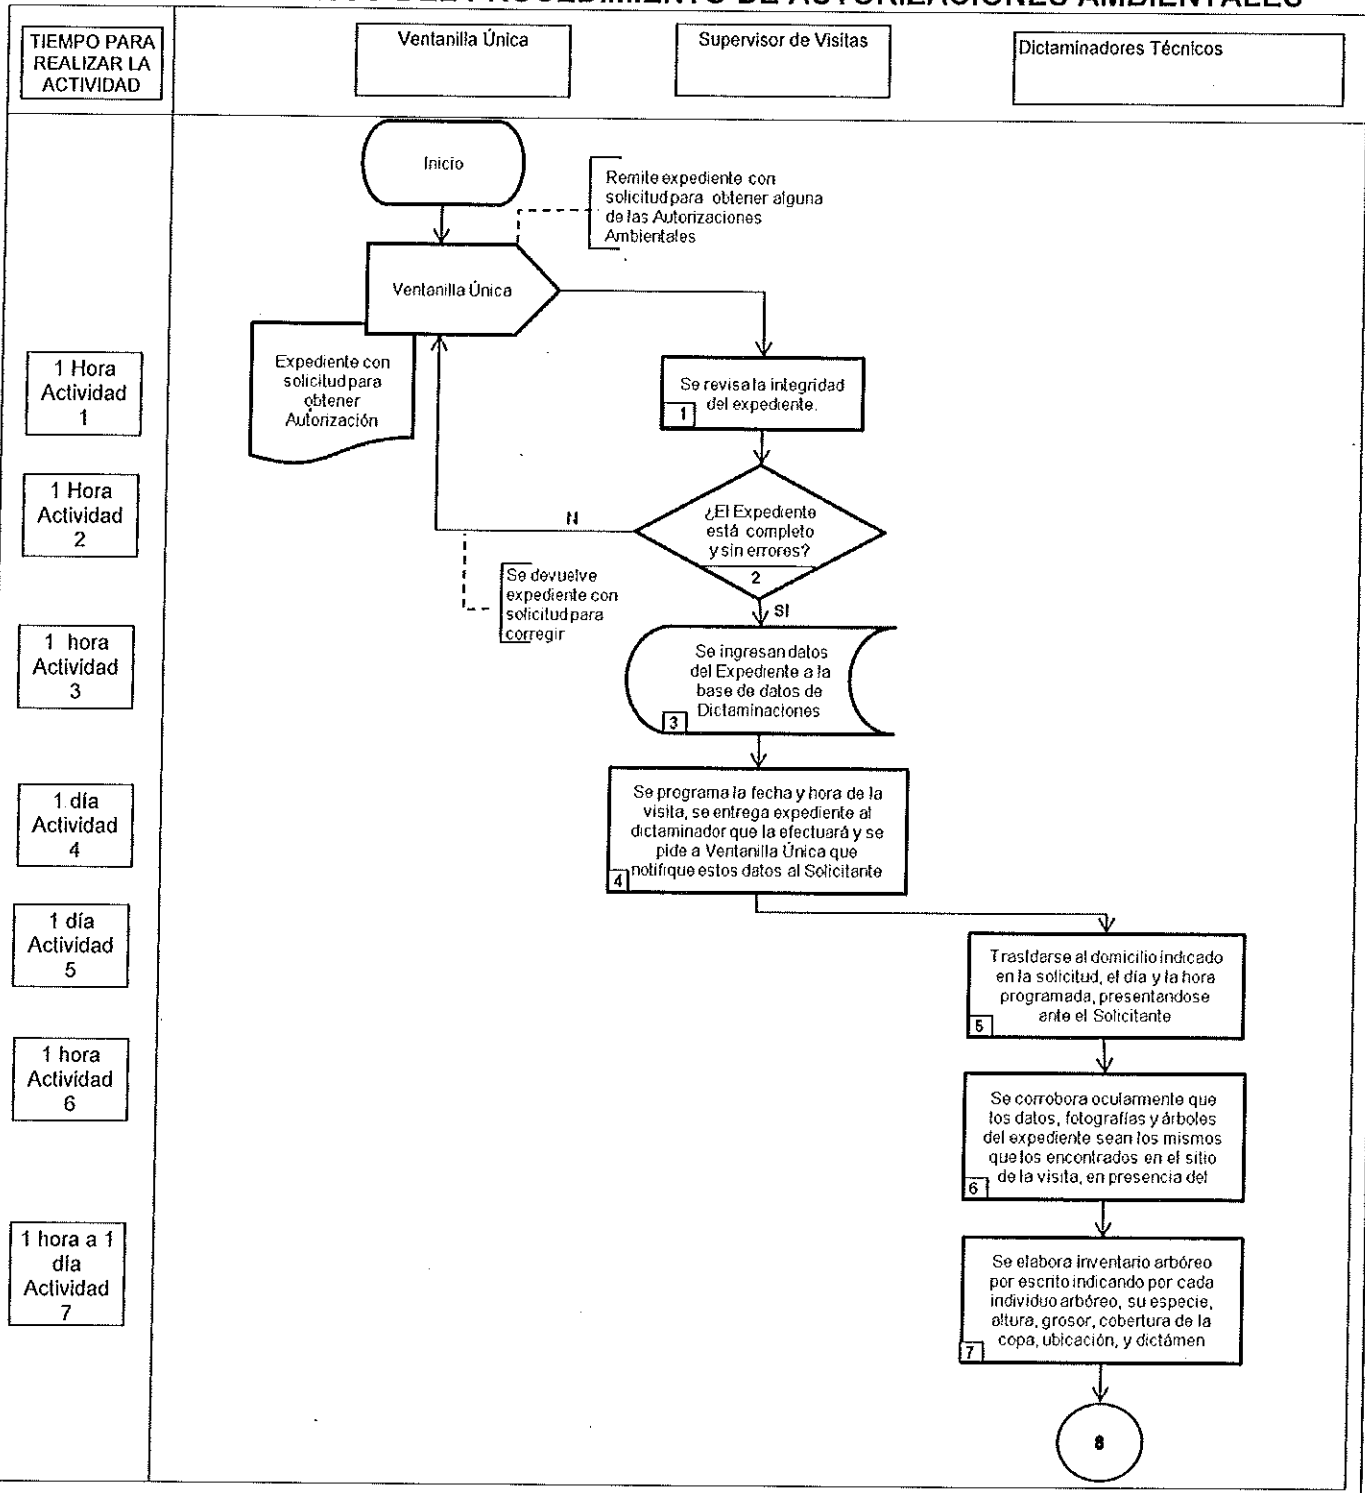 DEL PROCEDIMIENTO DE AUTORIZACIONES AMBIENTALES
TIEMPO PARA
REALIZAR LA
ACTIVIDAD
Ventanilla Única
Supervisor de Visitas
Dictaminadores Técnicos
Inicio
Remite expediente con
solicitud para obtener alguna
de las Autorizaciones
Ambientales
Ventanilla Única
Expediente con
solicitud para
obtener
Autorización
1 Hora
Actividad
1
Se revisa la integridad
del expediente.
1
1 Hora
Actividad
2
¿El Expediente
está completo
y sin errores?
2
N
SI
Se devuelve
expediente con
solicitud para
corregir
1 hora
Actividad
3
Se ingresan datos
del Expediente a la
base de datos de
Dictaminaciones
3
1 día
Actividad
4
Se programa la fecha y hora de la
visita, se entrega expediente al
dictaminador que la efectuará y se
pide a Ventanilla Única que
notifique estos datos al Solicitante
4
1 día
Actividad
5
Trasldarse al domicilio indicado
en la solicitud, el día y la hora
programada, presentandose
ante el Solicitante
5
1 hora
Actividad
6
Se corrobora ocularmente que
los datos, fotografías y árboles
del expediente sean los mismos
que los encontrados en el sitio
de la visita, en presencia del
6
1 hora a 1
día
Actividad
7
Se elabora inventario arbóreo
por escrito indicando por cada
individuo arbóreo, su especie,
altura, grosor, cobertura de la
copa, ubicación, y dictámen
7
8